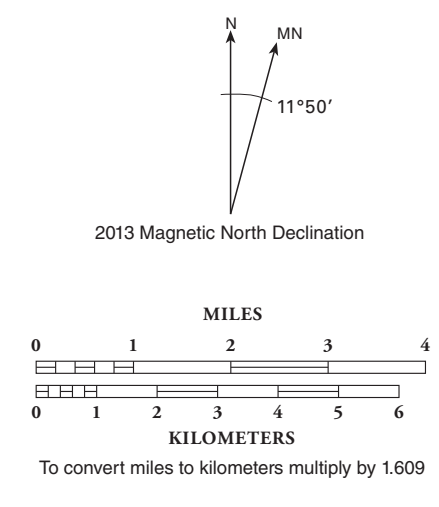 N
MN
11°50′
2013 Magnetic North Declination
MILES
0 1 2 3 4
0 1 2 3 4 5 6
KILOMETERS
To convert miles to kilometers multiply by 1.609